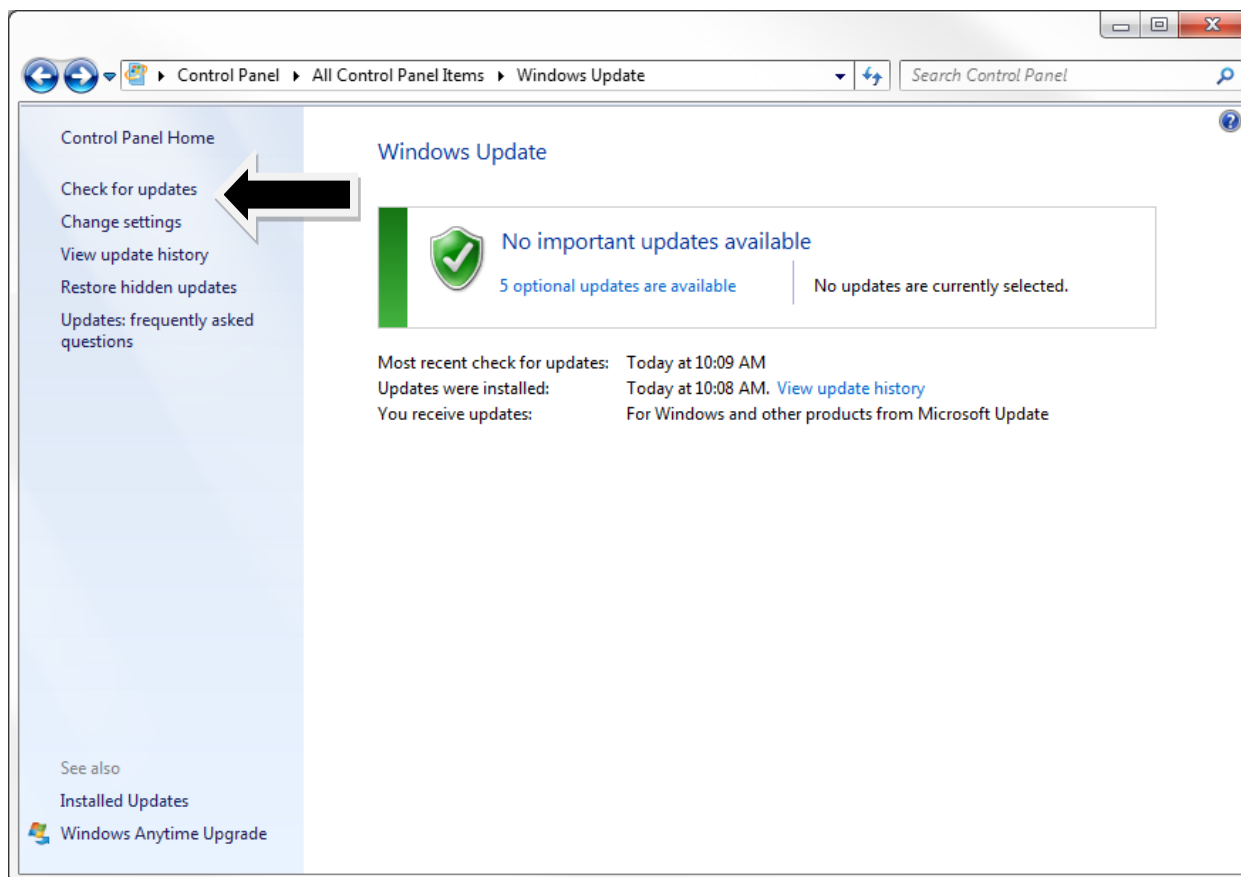 Control Panel ▸ All Control Panel Items ▸ Windows Update
Search Control Panel
Control Panel Home
Check for updates
Change settings
View update history
Restore hidden updates
Updates: frequently asked
questions
Windows Update
No important updates available
5 optional updates are available
No updates are currently selected.
Most recent check for updates: Today at 10:09 AM
Updates were installed: Today at 10:08 AM. View update history
You receive updates: For Windows and other products from Microsoft Update
See also
Installed Updates
Windows Anytime Upgrade